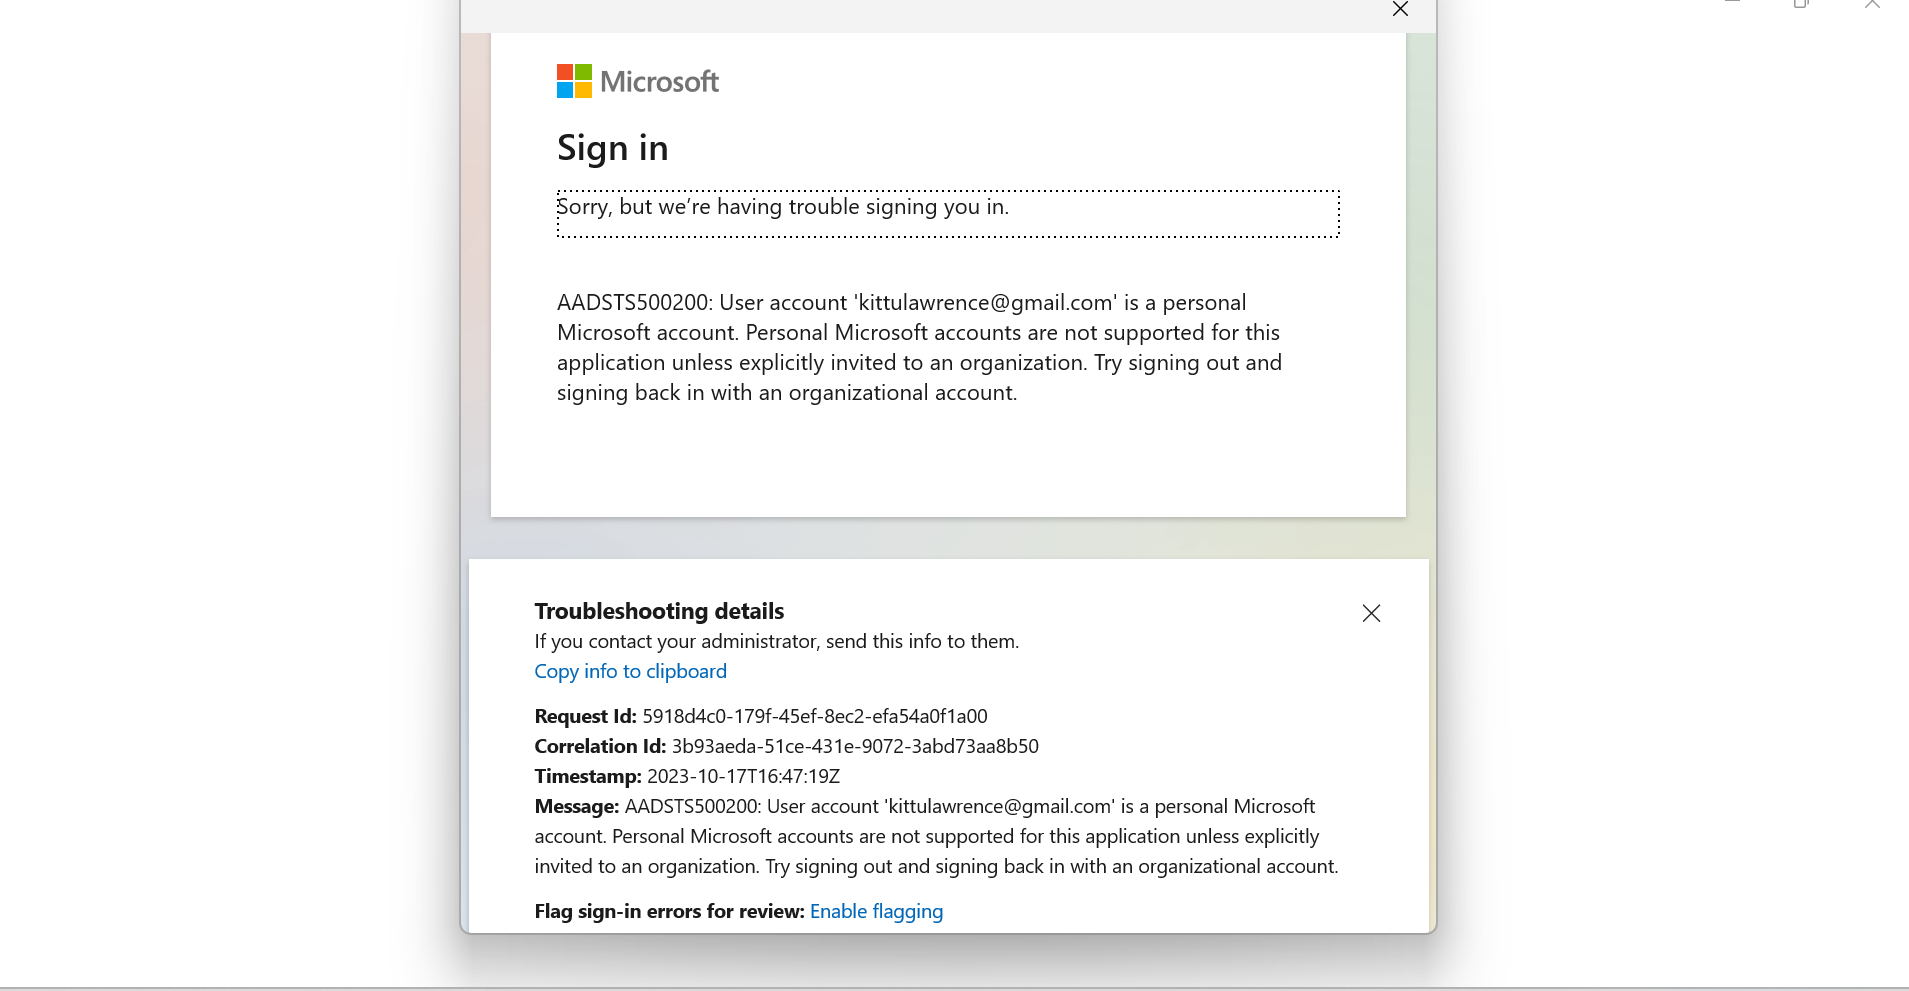 Microsoft
Sign in
Sorry, but we’re having trouble signing you in.
AADSTS500200: User account 'kittulawrence@gmail.com' is a personal
Microsoft account. Personal Microsoft accounts are not supported for this
application unless explicitly invited to an organization. Try signing out and
signing back in with an organizational account.
Troubleshooting details
If you contact your administrator, send this info to them.
Copy info to clipboard
Request Id: 5918d4c0-179f-45ef-8ec2-efa54a0f1a00
Correlation Id: 3b93aeda-51ce-431e-9072-3abd73aa8b50
Timestamp: 2023-10-17T16:47:19Z
Message: AADSTS500200: User account 'kittulawrence@gmail.com' is a personal Microsoft
account. Personal Microsoft accounts are not supported for this application unless explicitly
invited to an organization. Try signing out and signing back in with an organizational account.
Flag sign-in errors for review: Enable flagging